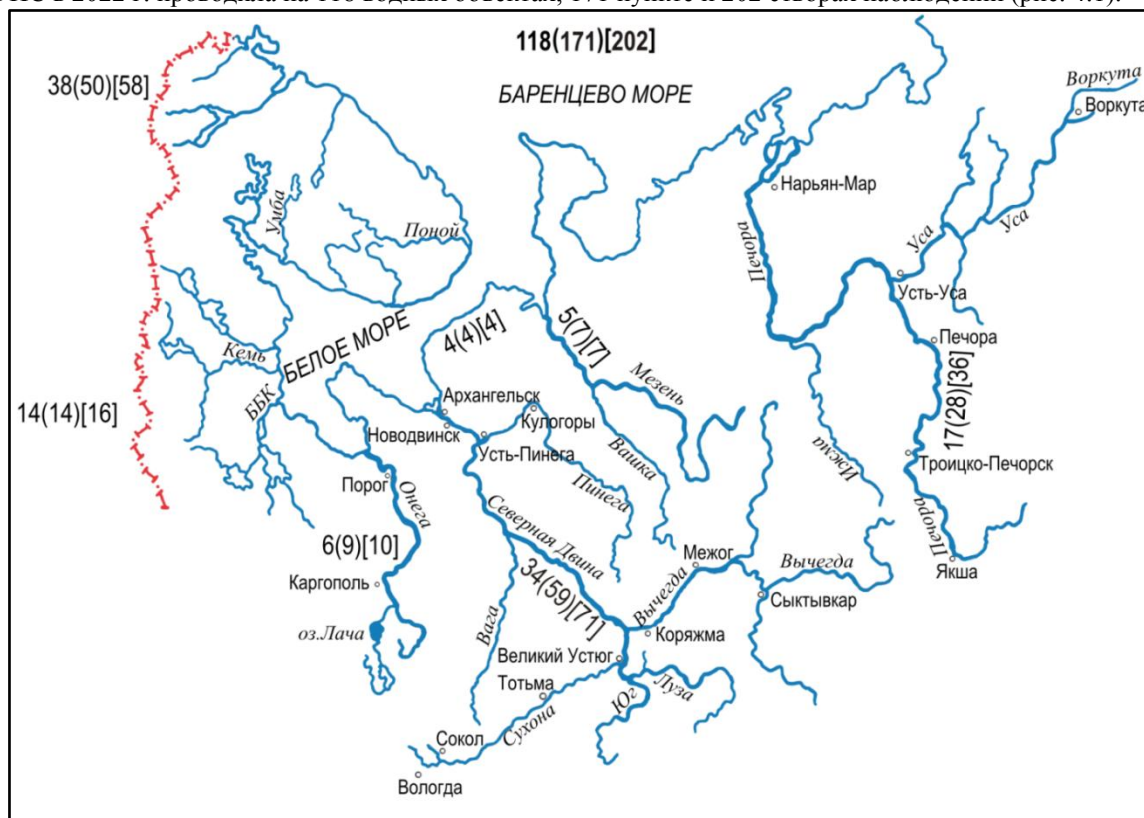 118(171)[202]
38(50)[58]
БАРЕНЦЕВО МОРЕ
Воркута
Воркута
Нарьян-Мар
Умба
Поной
Печора
Уса
Уса
Усть-Уса
Печора
БЕЛОЕ МОРЕ
4(4)[4]
5(7)[7]
Кемь
Мезень
17(28)[36]
ББК
14(14)[16]
Архангельск
Кулогоры
Новодвинск
Усть-Пинега
Вашка
Ижма
Троицко-Печорск
Порог
Онега
Пинега
Печора
Северная Двина
6(9)[10]
Межог
Вычегда
Якша
Каргополь
34(59)[71]
Вычегда
Сыктывкар
оз.Лача
Вага
Коряжма
Великий Устюг
Тотьма
Юг
Луза
Сухона
Сокол
Вологда